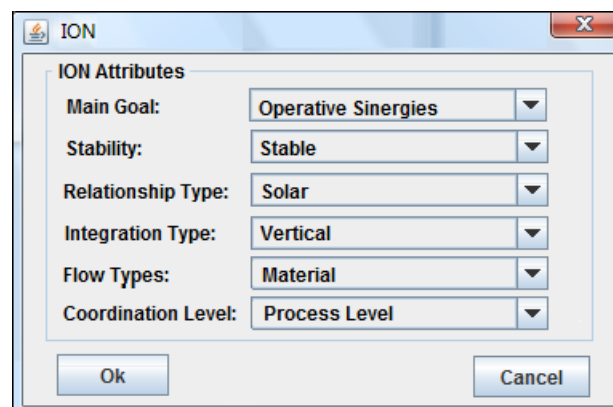 ION
ION Attributes
Main Goal: Operative Sinergies
Stability: Stable
Relationship Type: Solar
Integration Type: Vertical
Flow Types: Material
Coordination Level: Process Level
Ok Cancel